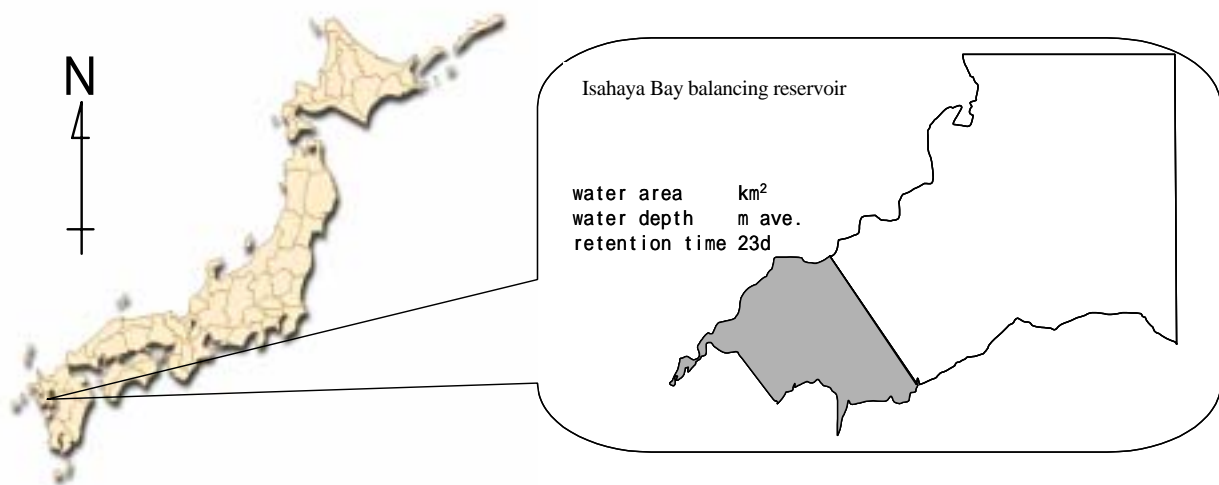 N
Isahaya Bay balancing reservoir
water area km²
water depth m ave.
retention time 23d